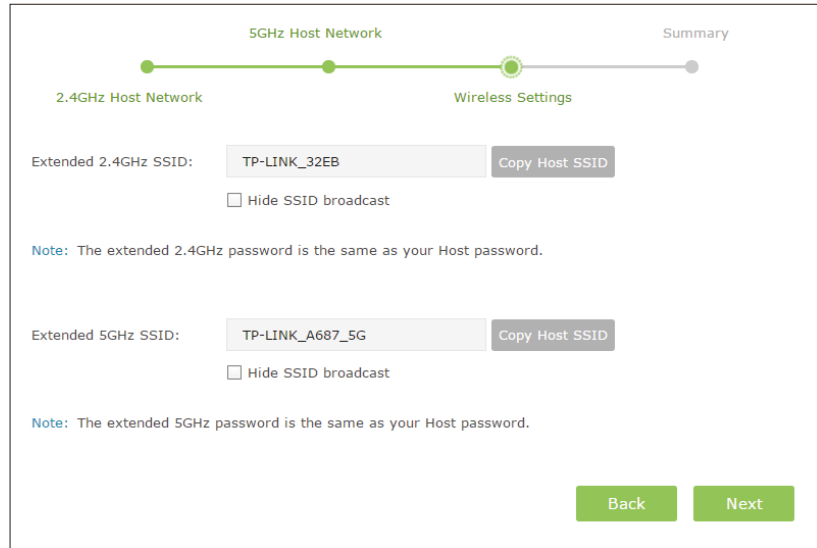 5GHz Host Network Summary
2.4GHz Host Network Wireless Settings
Extended 2.4GHz SSID: TP-LINK_32EB Copy Host SSID
Hide SSID broadcast
Note: The extended 2.4GHz password is the same as your Host password.
Extended 5GHz SSID: TP-LINK_A687_5G Copy Host SSID
Hide SSID broadcast
Note: The extended 5GHz password is the same as your Host password.
Back Next